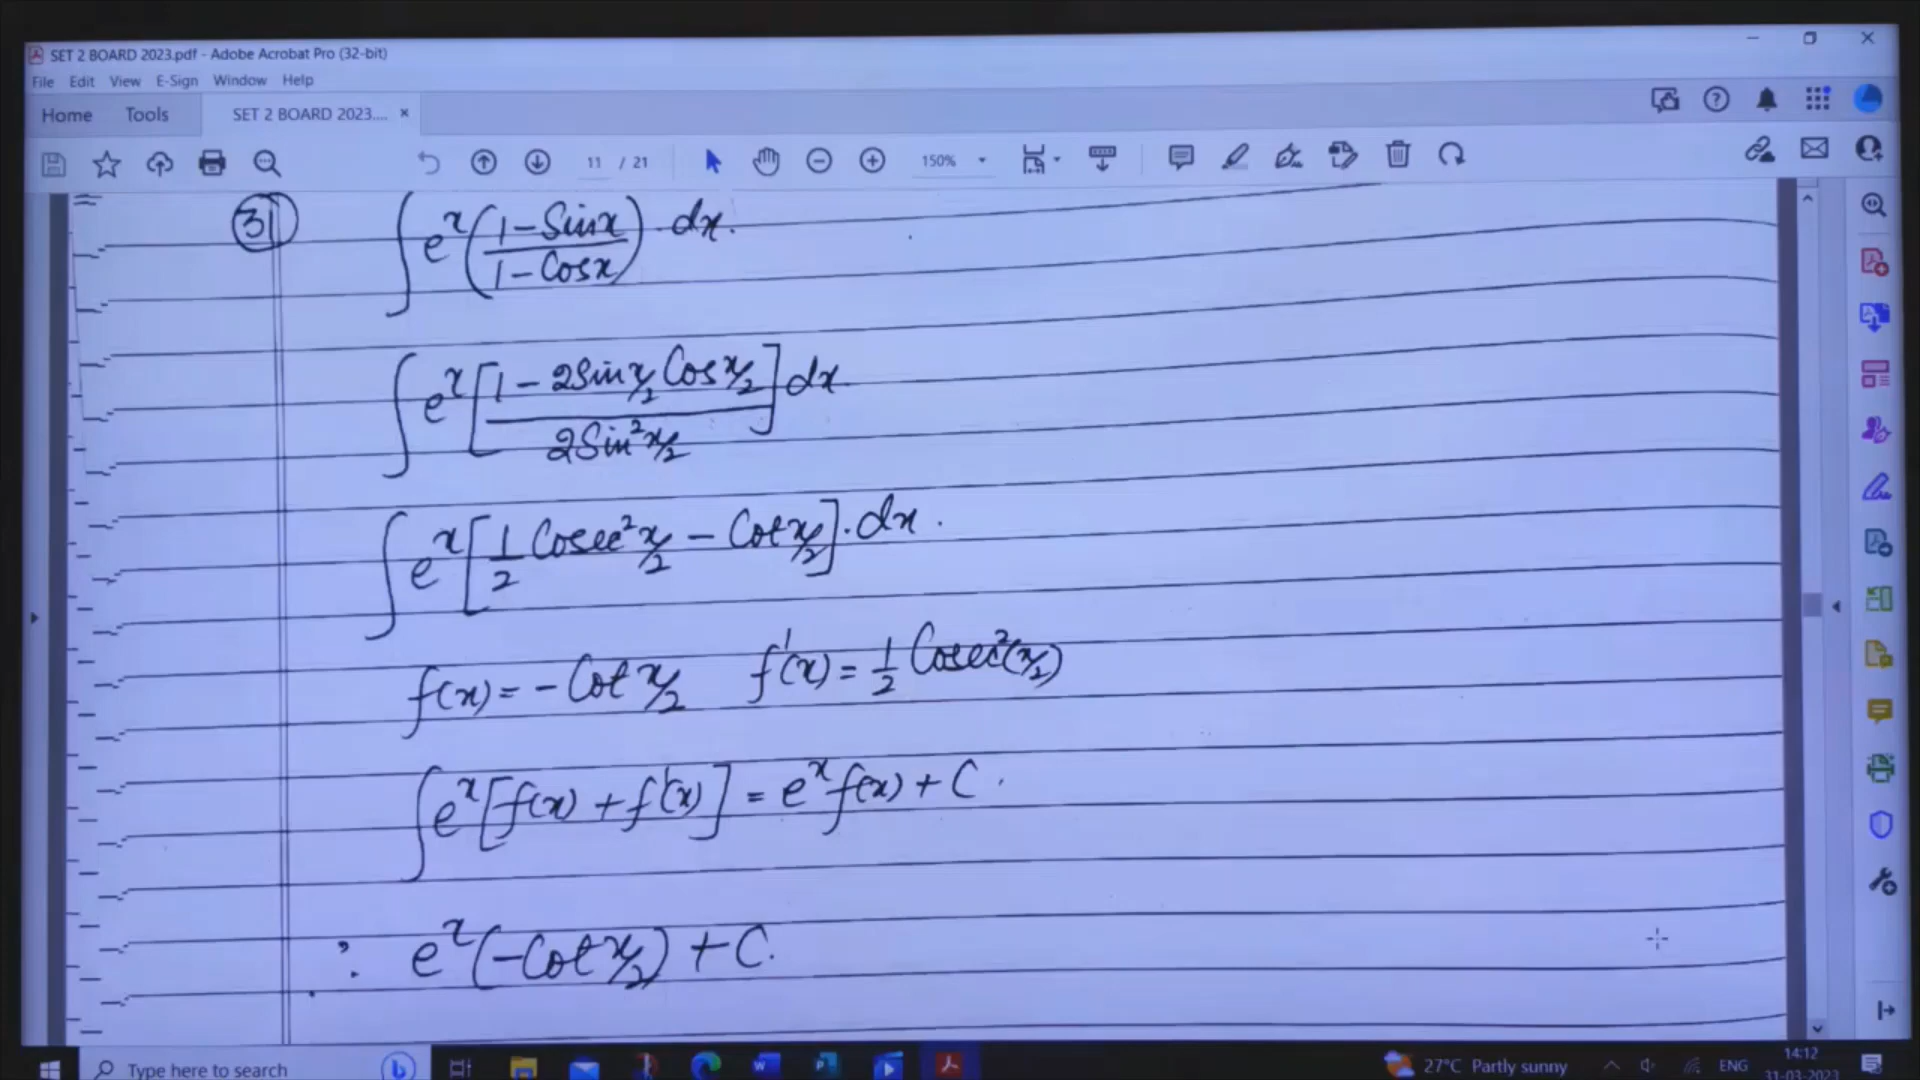 SET 2 BOARD 2023.pdf - Adobe Acrobat Pro (32-bit)
File Edit View E-Sign Window Help
Home Tools SET 2 BOARD 2023.... ×
11 / 21 150%
31 ∫ e^x ((1 - Sinx)/(1 - Cosx)) . dx.
∫ e^x [(1 - 2Sin x/2 Cos x/2)/(2Sin² x/2)] dx.
∫ e^x [1/2 Cosec² x/2 - Cot x/2] . dx .
f(x) = - Cot x/2 f'(x) = 1/2 Cosec² (x/2)
∫ e^x [f(x) + f'(x)] = e^x f(x) + C .
∴ e^x (-Cot x/2) + C.
Type here to search
27°C Partly sunny ENG 14:12
31-03-2023